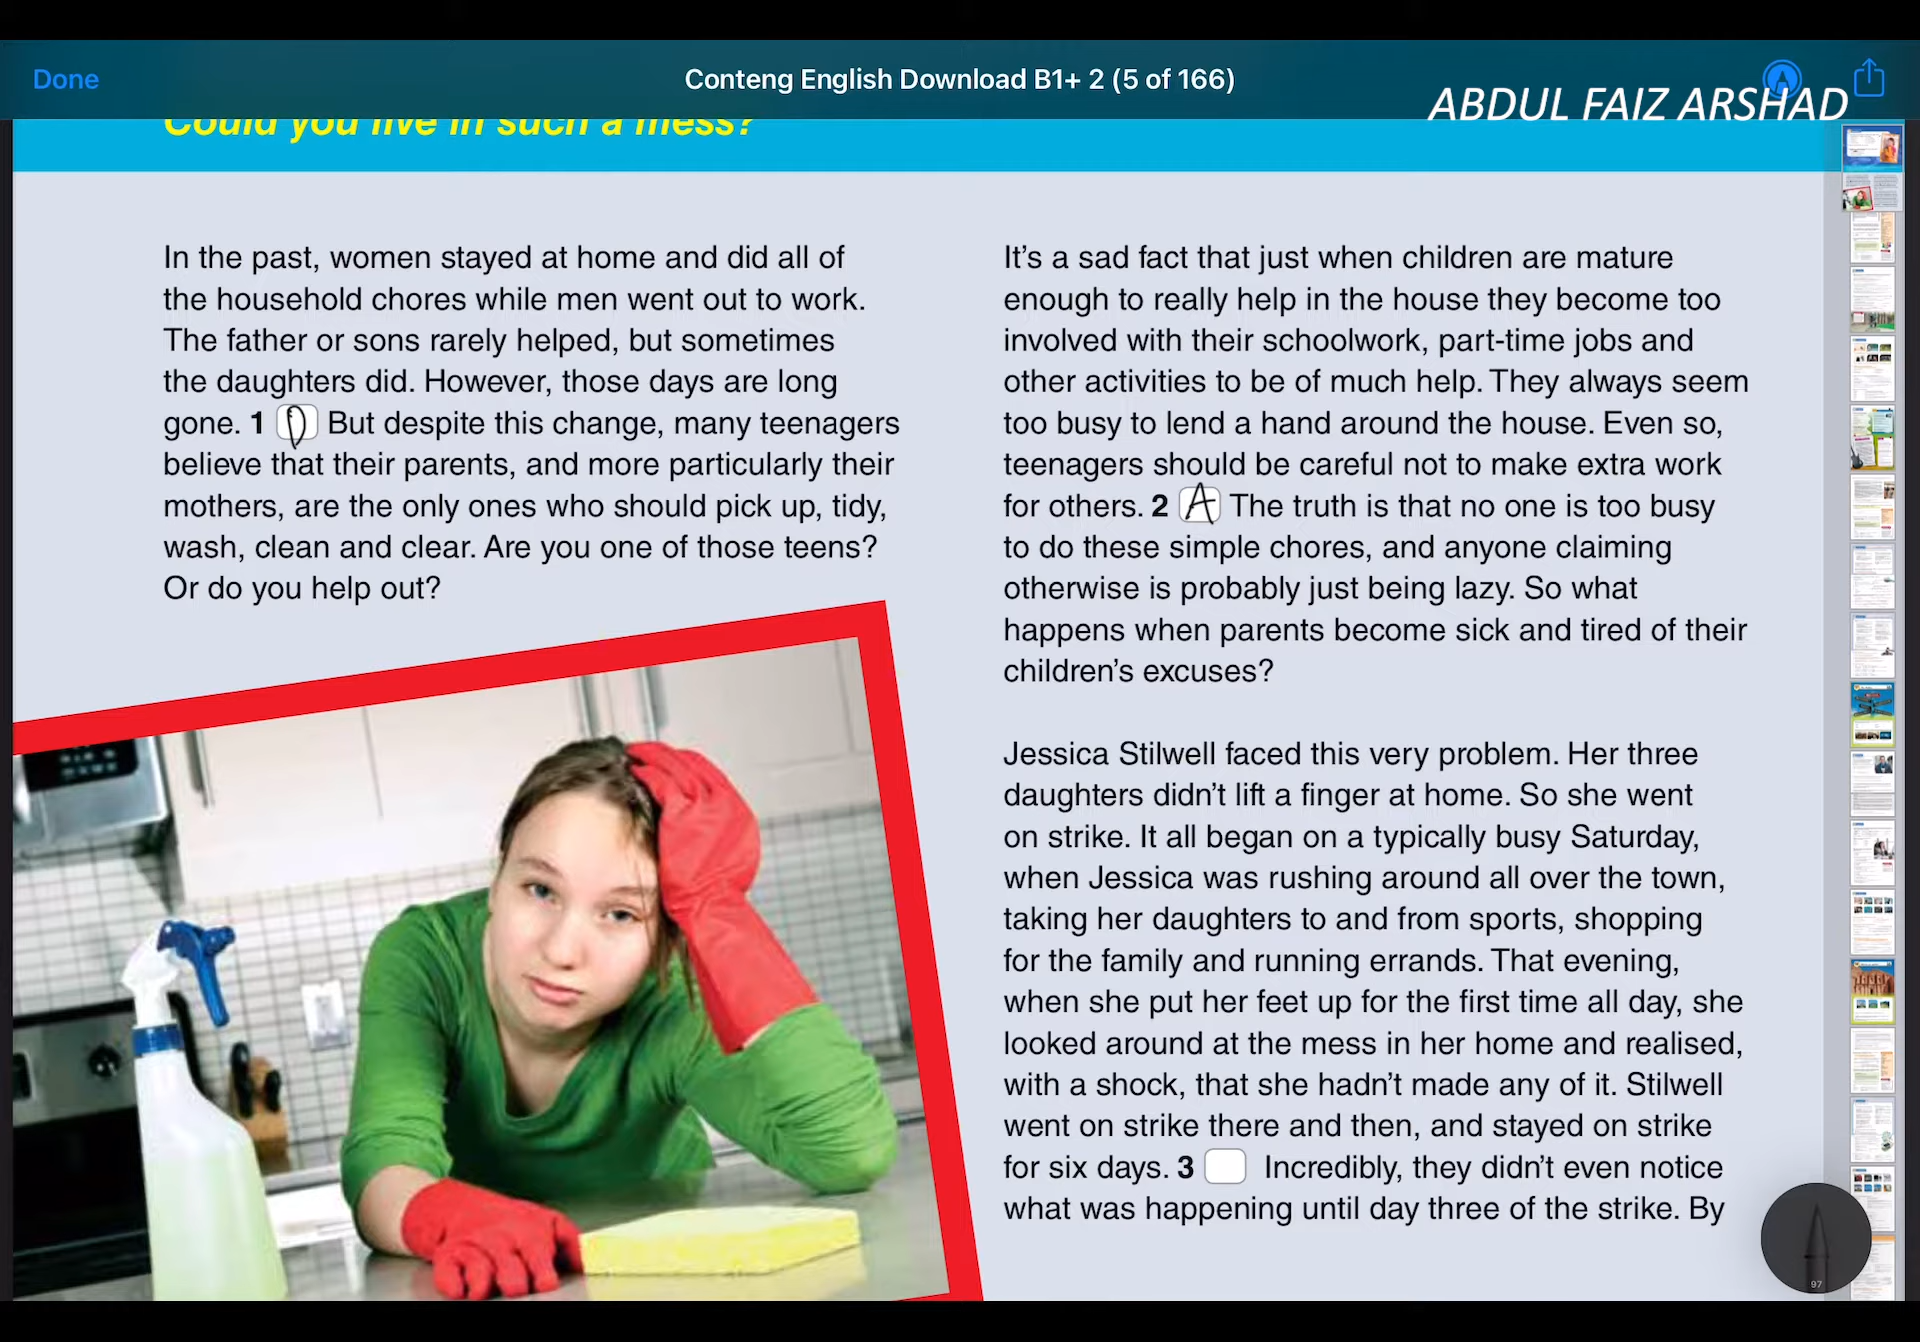 Done
Conteng English Download B1+ 2 (5 of 166)
ABDUL FAIZ ARSHAD
Could you live in such a mess?
In the past, women stayed at home and did all of
the household chores while men went out to work.
The father or sons rarely helped, but sometimes
the daughters did. However, those days are long
gone. 1 D But despite this change, many teenagers
believe that their parents, and more particularly their
mothers, are the only ones who should pick up, tidy,
wash, clean and clear. Are you one of those teens?
Or do you help out?
It's a sad fact that just when children are mature
enough to really help in the house they become too
involved with their schoolwork, part-time jobs and
other activities to be of much help. They always seem
too busy to lend a hand around the house. Even so,
teenagers should be careful not to make extra work
for others. 2 A The truth is that no one is too busy
to do these simple chores, and anyone claiming
otherwise is probably just being lazy. So what
happens when parents become sick and tired of their
children's excuses?
Jessica Stilwell faced this very problem. Her three
daughters didn't lift a finger at home. So she went
on strike. It all began on a typically busy Saturday,
when Jessica was rushing around all over the town,
taking her daughters to and from sports, shopping
for the family and running errands. That evening,
when she put her feet up for the first time all day, she
looked around at the mess in her home and realised,
with a shock, that she hadn't made any of it. Stilwell
went on strike there and then, and stayed on strike
for six days. 3 Incredibly, they didn't even notice
what was happening until day three of the strike. By
97